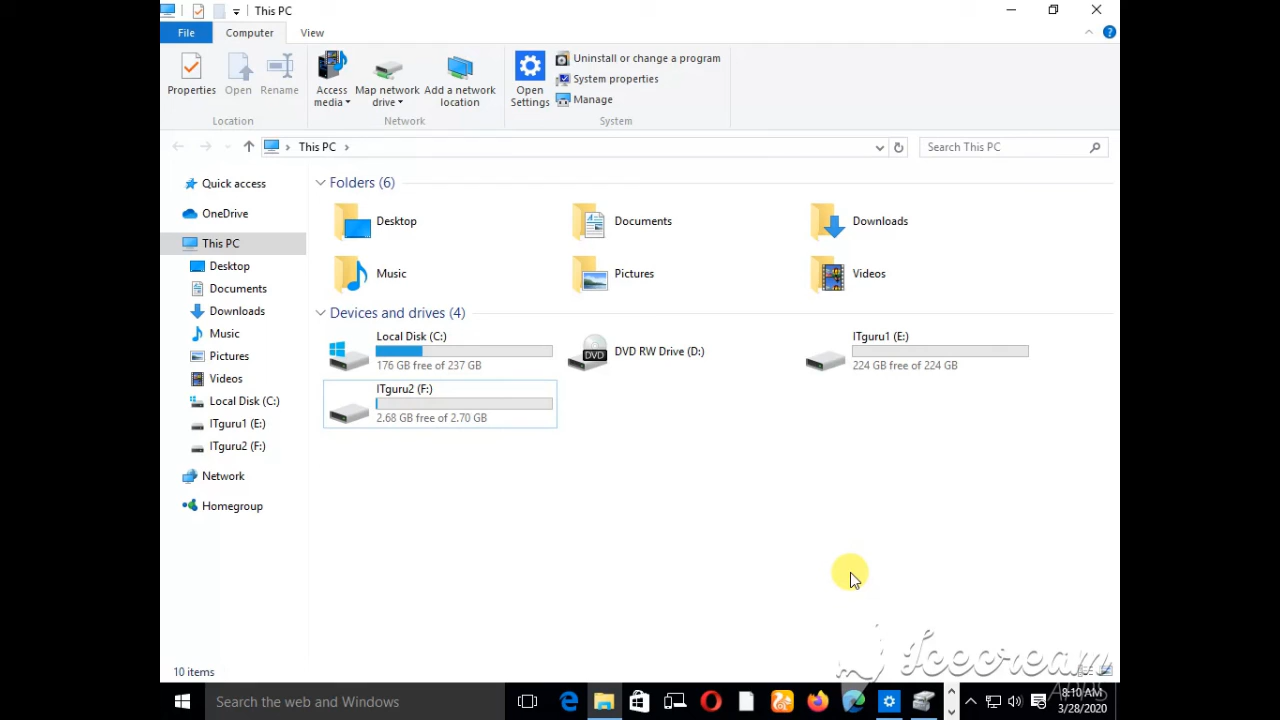 This PC
File Computer View
Properties Open Rename Access media Map network drive Add a network location Open Settings Uninstall or change a program
System properties
Manage
Location Network System
This PC Search This PC
Quick access
OneDrive
This PC
Desktop
Documents
Downloads
Music
Pictures
Videos
Local Disk (C:)
ITguru1 (E:)
ITguru2 (F:)
Network
Homegroup
Folders (6)
Desktop Documents Downloads
Music Pictures Videos
Devices and drives (4)
Local Disk (C:)
176 GB free of 237 GB
DVD RW Drive (D:)
DVD
ITguru1 (E:)
224 GB free of 224 GB
ITguru2 (F:)
2.68 GB free of 2.70 GB
10 items
Icecream
Apps
Search the web and Windows
8:10 AM
3/28/2020